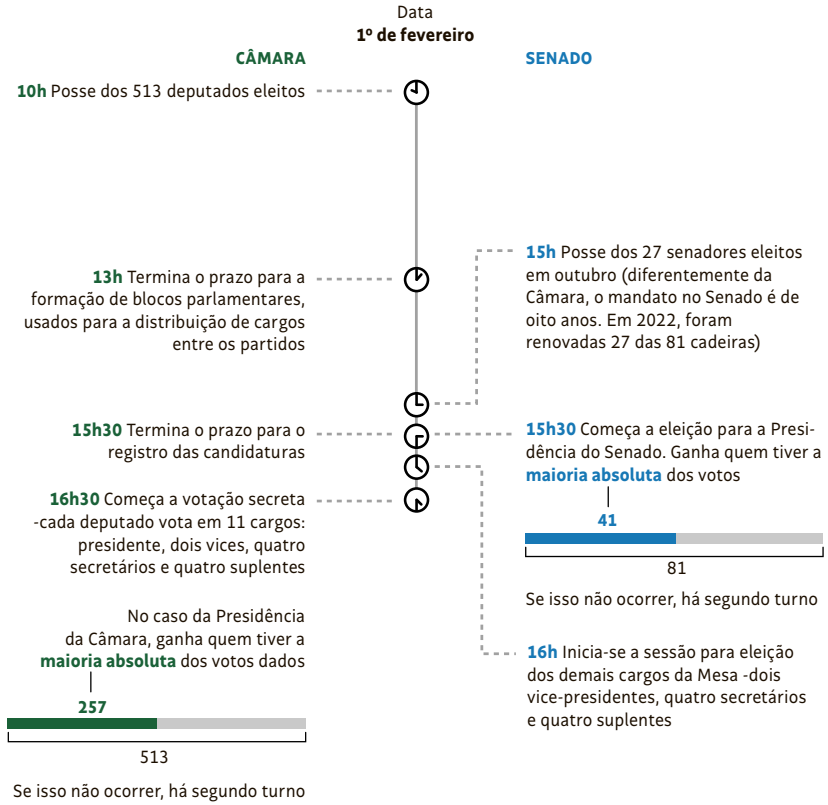 Data
1º de fevereiro
CÂMARA
10h Posse dos 513 deputados eleitos
13h Termina o prazo para a
formação de blocos parlamentares,
usados para a distribuição de cargos
entre os partidos
15h30 Termina o prazo para o
registro das candidaturas
16h30 Começa a votação secreta
-cada deputado vota em 11 cargos:
presidente, dois vices, quatro
secretários e quatro suplentes
No caso da Presidência
da Câmara, ganha quem tiver a
maioria absoluta dos votos dados
257
513
Se isso não ocorrer, há segundo turno
SENADO
15h Posse dos 27 senadores eleitos
em outubro (diferentemente da
Câmara, o mandato no Senado é de
oito anos. Em 2022, foram
renovadas 27 das 81 cadeiras)
15h30 Começa a eleição para a Presi-
dência do Senado. Ganha quem tiver a
maioria absoluta dos votos
41
81
Se isso não ocorrer, há segundo turno
16h Inicia-se a sessão para eleição
dos demais cargos da Mesa -dois
vice-presidentes, quatro secretários
e quatro suplentes